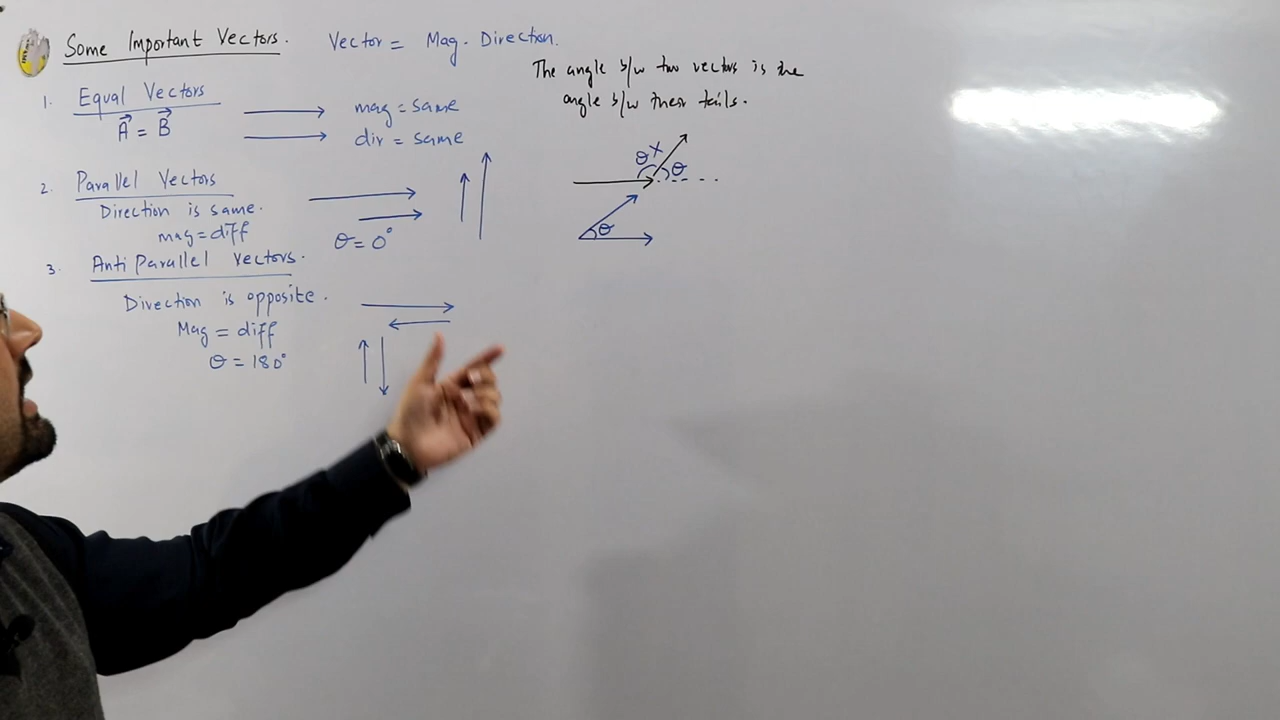 Some Important Vectors.
Vector = Mag. Direction.
The angle b/w two vectors is the
angle b/w their tails.
1. Equal Vectors
A⃗ = B⃗
mag = same
dir = same
2. Parallel Vectors
Direction is same.
mag = diff
θ = 0°
θ X θ
θ
3. Anti Parallel Vectors.
Direction is opposite.
Mag = diff
θ = 180°